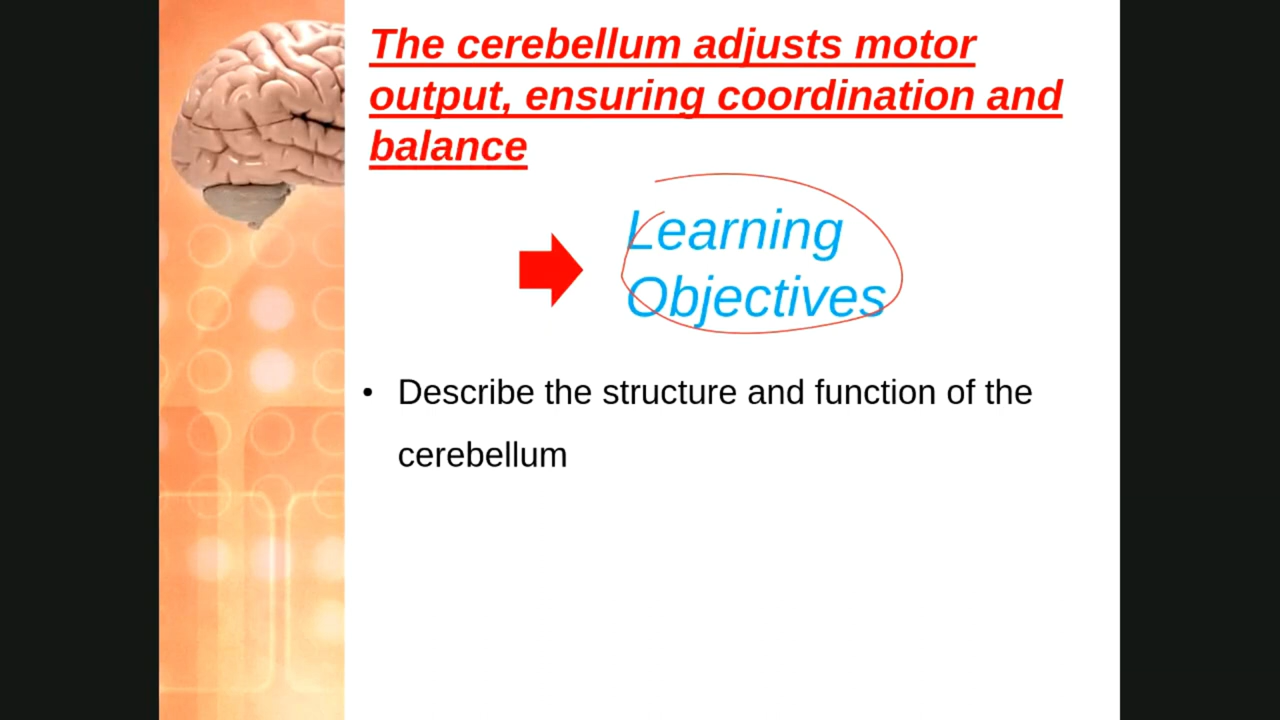 The cerebellum adjusts motor
output, ensuring coordination and
balance
Learning
Objectives
• Describe the structure and function of the
cerebellum